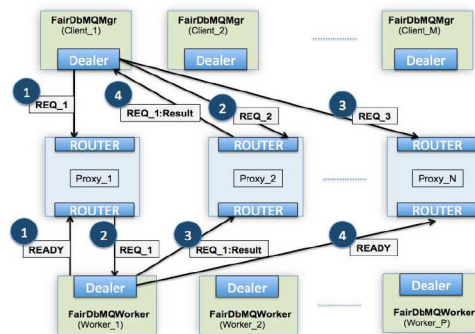 FairDbMQMgr
(Client_1)
FairDbMQMgr
(Client_2)
FairDbMQMgr
(Client_M)
Dealer
Dealer
Dealer
1
4
2
3
REQ_1
REQ_1:Result
REQ_2
REQ_3
ROUTER
ROUTER
ROUTER
Proxy_1
Proxy_2
Proxy_N
ROUTER
ROUTER
ROUTER
1
2
3
4
READY
REQ_1
REQ_1:Result
READY
Dealer
Dealer
Dealer
FairDbMQWorker
(Worker_1)
FairDbMQWorker
(Worker_2)
FairDbMQWorker
(Worker_P)